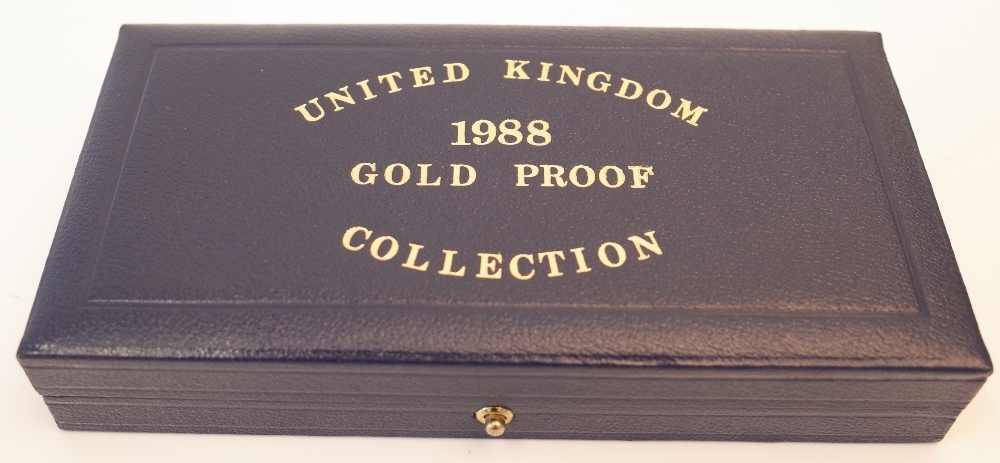 UNITED KINGDOM
1988
GOLD PROOF
COLLECTION